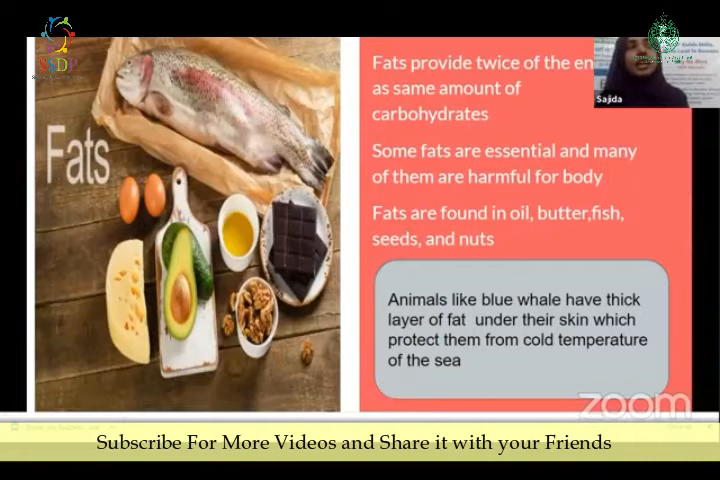 SSDP
Fats
Fats provide twice of the en
as same amount of
carbohydrates
Some fats are essential and many
of them are harmful for body
Fats are found in oil, butter,fish,
seeds, and nuts
Animals like blue whale have thick
layer of fat under their skin which
protect them from cold temperature
of the sea
Sajida
zoom
Subscribe For More Videos and Share it with your Friends